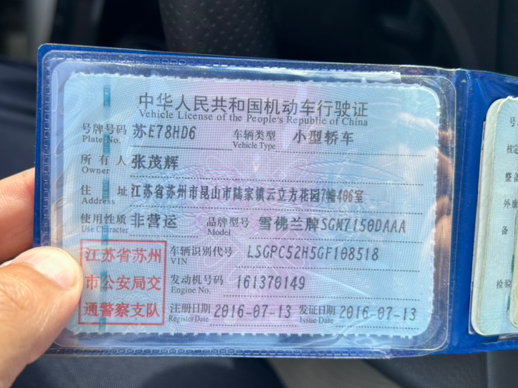 中华人民共和国机动车行驶证
Vehicle License of the People's Republic of China
号牌号码 苏E78HD6 车辆类型 小型轿车
Plate No. Vehicle Type
所有人 张茂辉
Owner
住址 江苏省苏州市昆山市陆家镇云立方花园7幢406室
Address
使用性质 非营运 品牌型号 雪佛兰牌SGM7150DAAA
Use Character Model
江苏省苏州
市公安局交
通警察支队
车辆识别代号 LSGPC52H5GF108518
VIN
发动机号码 161370149
Engine No.
注册日期 2016-07-13 发证日期 2016-07-13
Register Date Issue Date